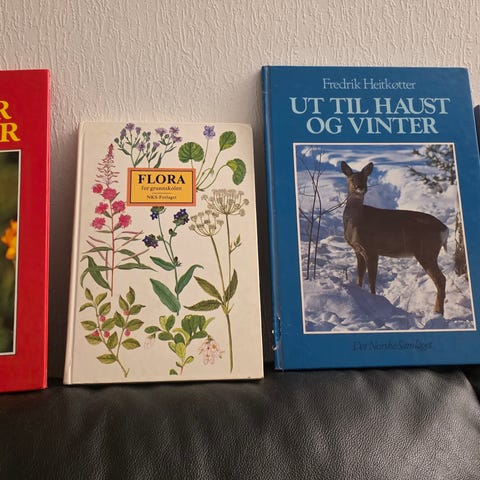 R
R
FLORA
for grunnskolen
NKS-Forlaget
Fredrik Heitkøtter
UT TIL HAUST
OG VINTER
Det Norske Samlaget